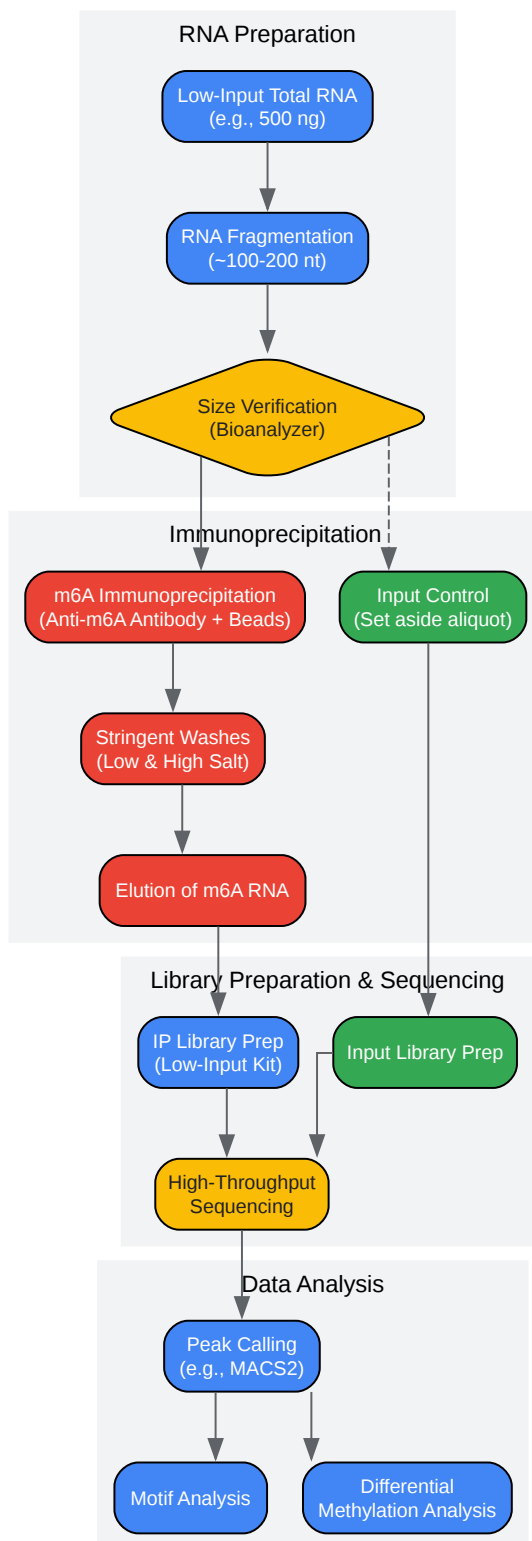 RNA Preparation
Low-Input Total RNA
(e.g., 500 ng)
RNA Fragmentation
(~100-200 nt)
Size Verification
(Bioanalyzer)
Immunoprecipitation
m6A Immunoprecipitation
(Anti-m6A Antibody + Beads)
Input Control
(Set aside aliquot)
Stringent Washes
(Low & High Salt)
Elution of m6A RNA
Library Preparation & Sequencing
IP Library Prep
(Low-Input Kit)
Input Library Prep
High-Throughput
Sequencing
Data Analysis
Peak Calling
(e.g., MACS2)
Motif Analysis
Differential
Methylation Analysis